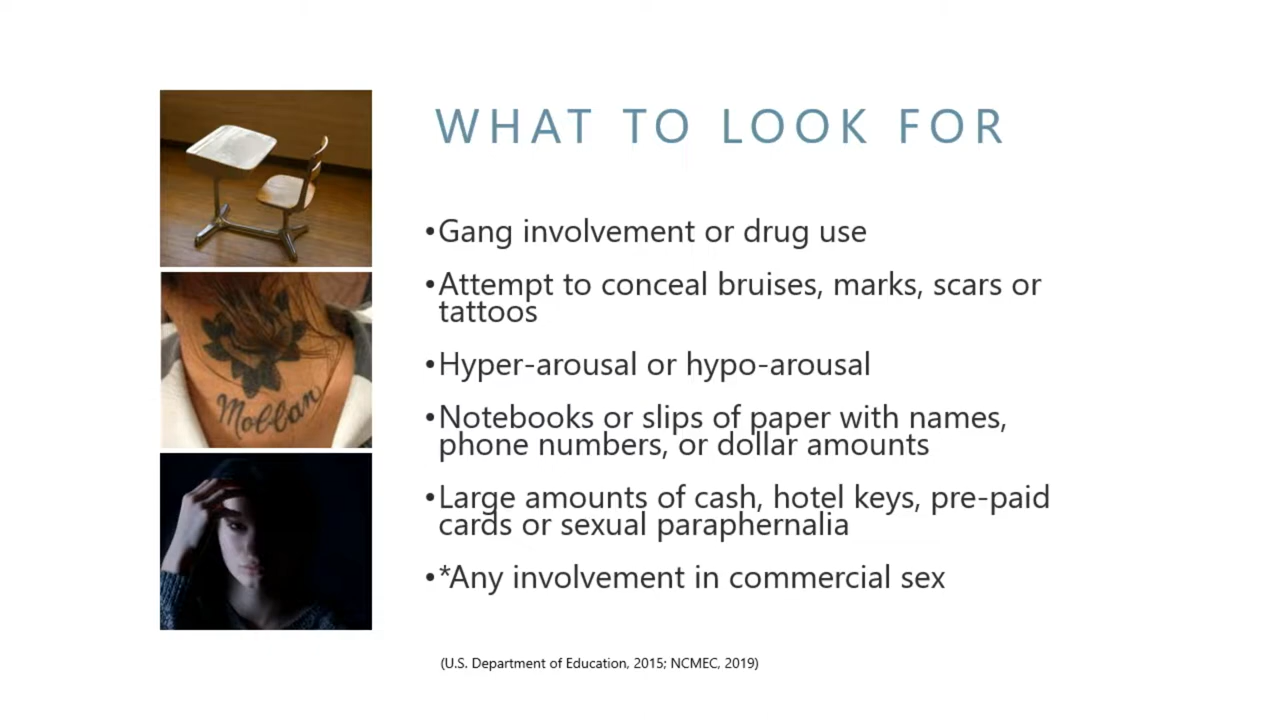 WHAT TO LOOK FOR
•Gang involvement or drug use
•Attempt to conceal bruises, marks, scars or
tattoos
•Hyper-arousal or hypo-arousal
•Notebooks or slips of paper with names,
phone numbers, or dollar amounts
•Large amounts of cash, hotel keys, pre-paid
cards or sexual paraphernalia
•*Any involvement in commercial sex
(U.S. Department of Education, 2015; NCMEC, 2019)